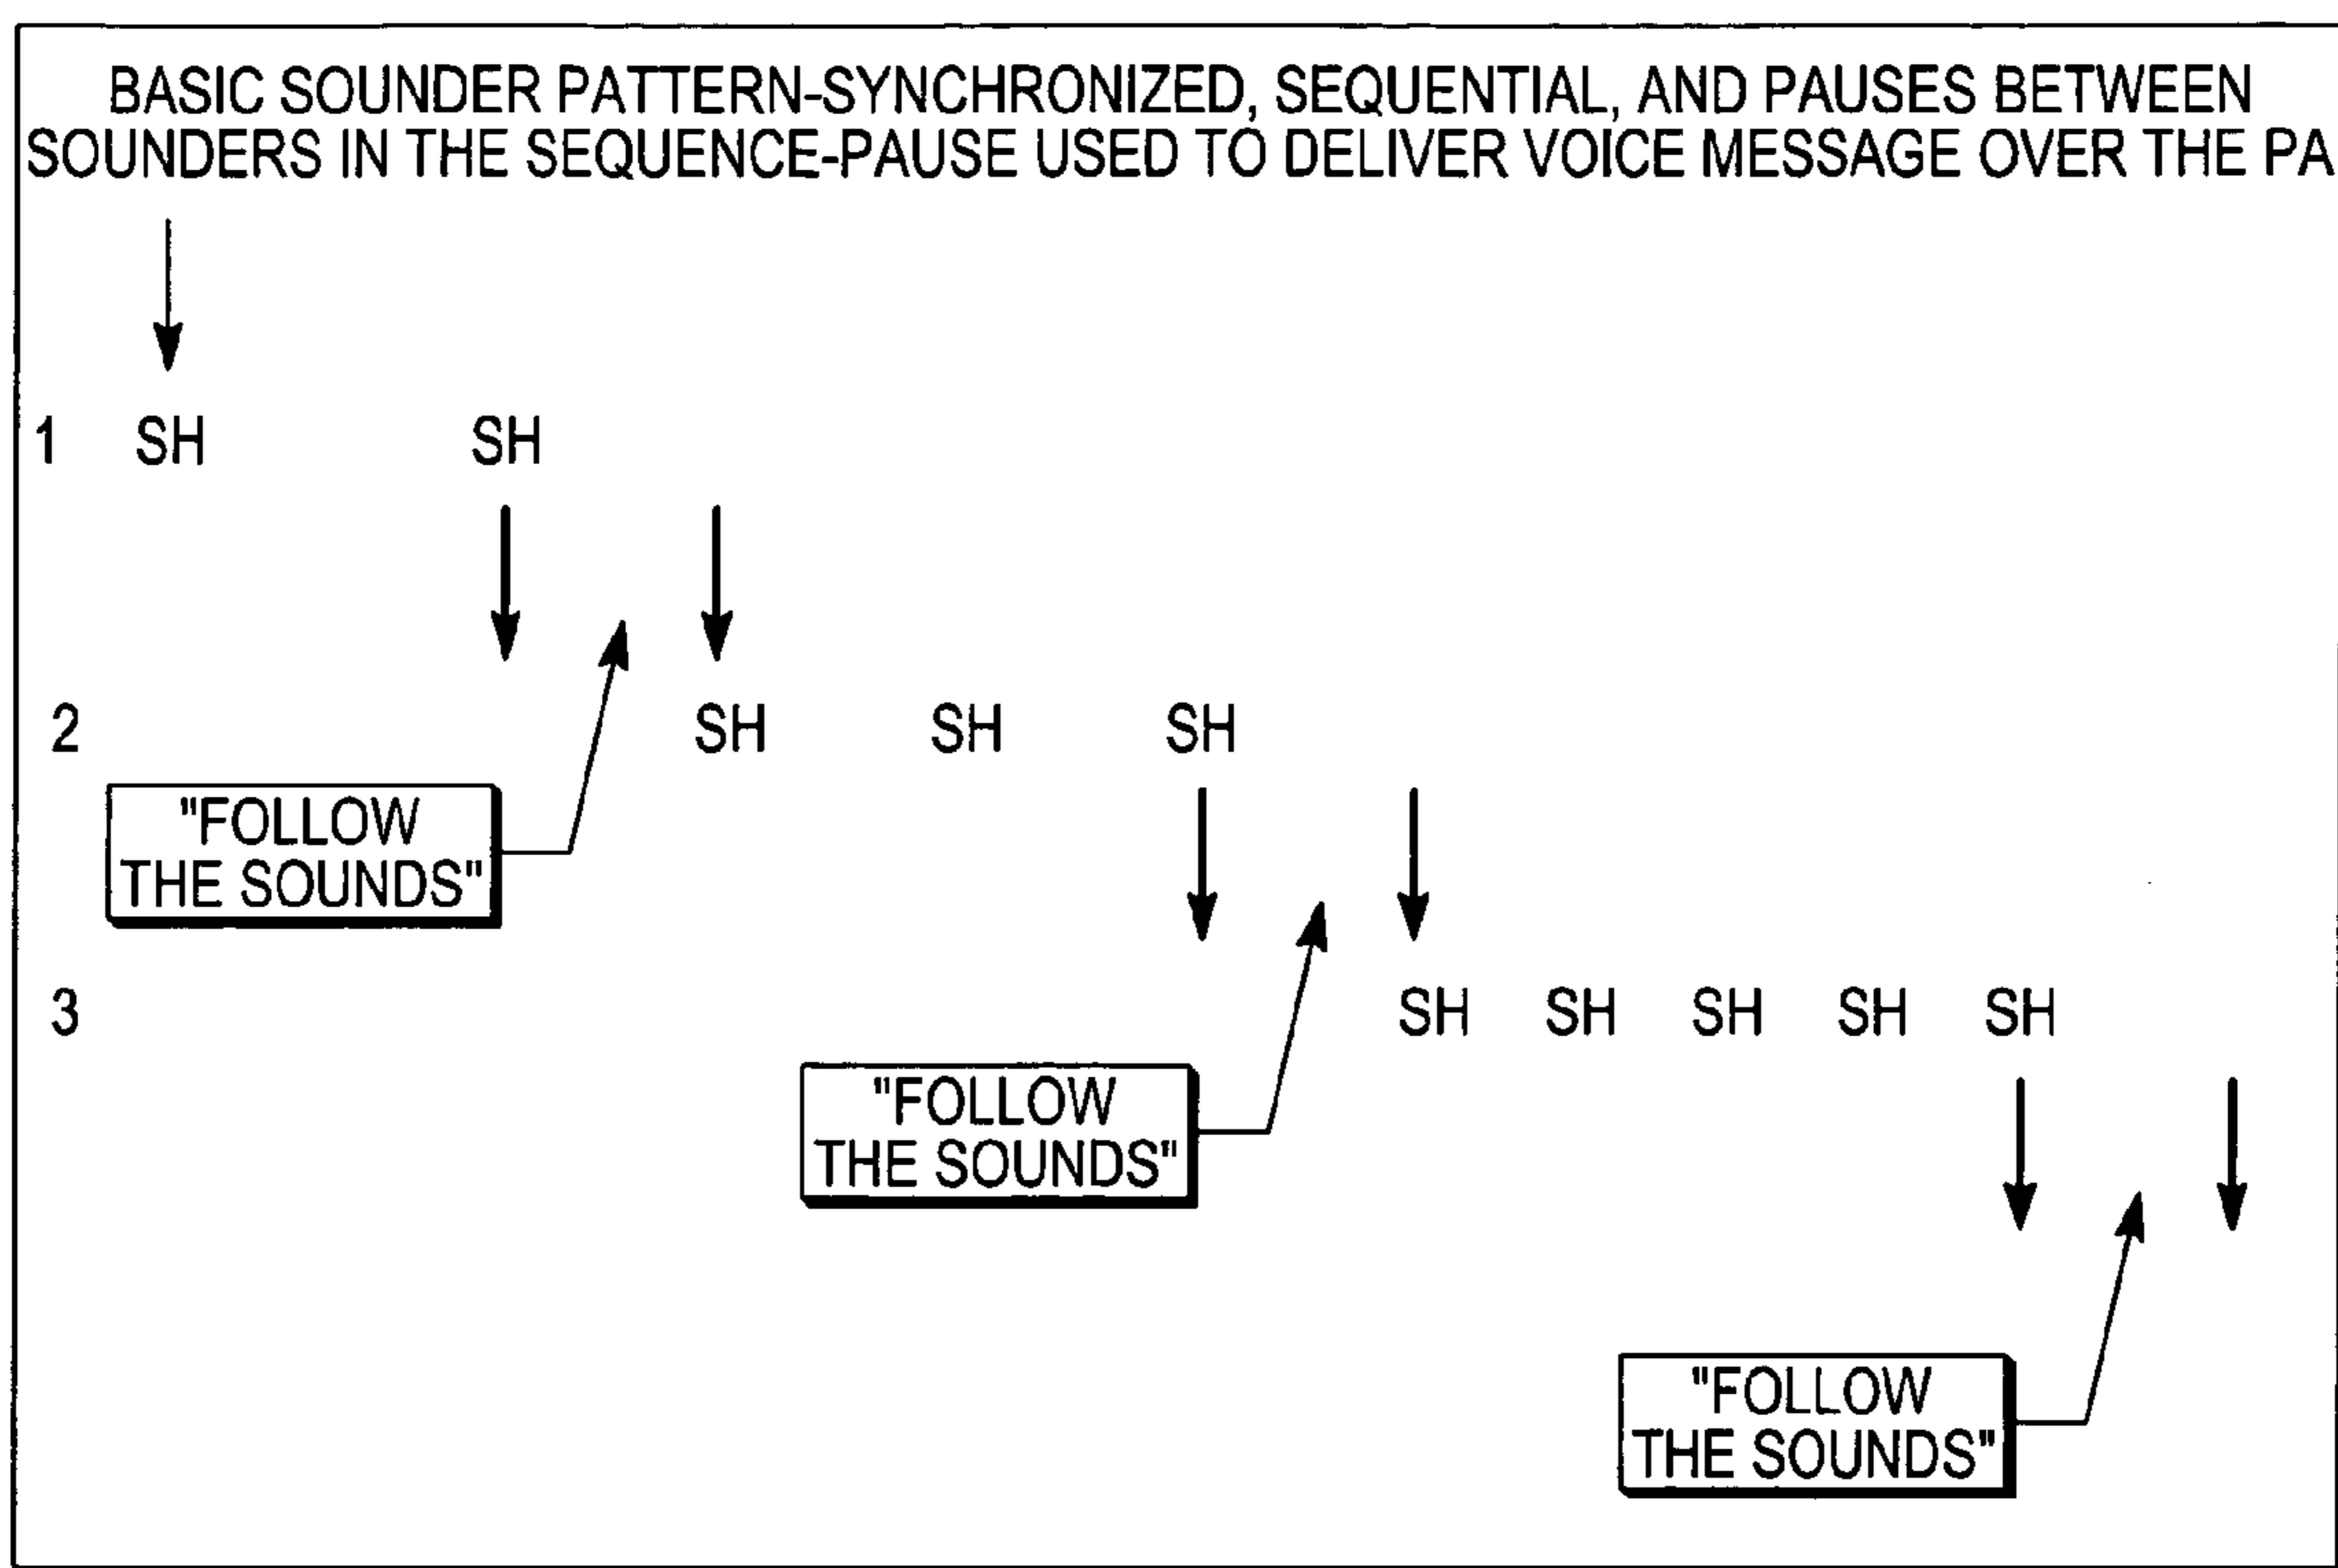 BASIC SOUNDER PATTERN-SYNCHRONIZED, SEQUENTIAL, AND PAUSES BETWEEN
SOUNDERS IN THE SEQUENCE-PAUSE USED TO DELIVER VOICE MESSAGE OVER THE PA
1 SH SH
2 SH SH SH
"FOLLOW
THE SOUNDS"
3 SH SH SH SH SH
"FOLLOW
THE SOUNDS"
"FOLLOW
THE SOUNDS"